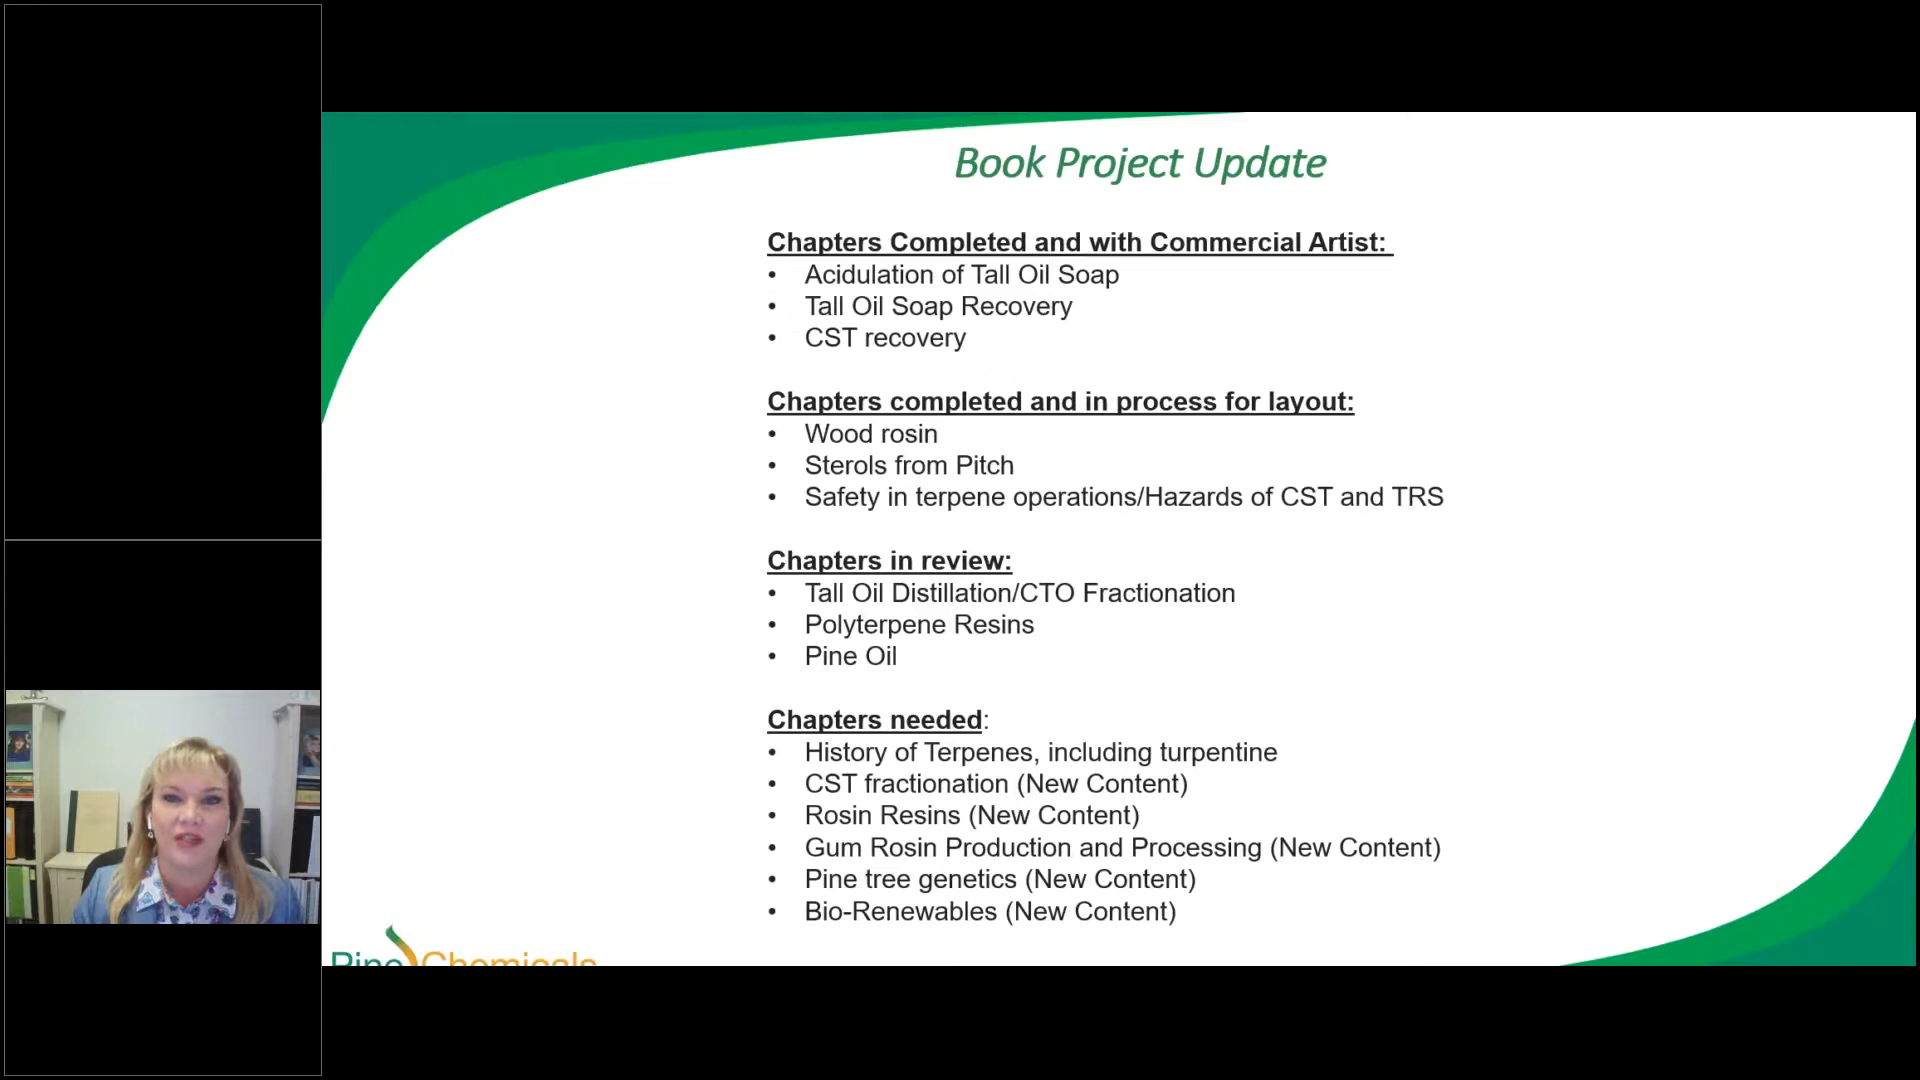 Book Project Update
Chapters Completed and with Commercial Artist:
• Acidulation of Tall Oil Soap
• Tall Oil Soap Recovery
• CST recovery
Chapters completed and in process for layout:
• Wood rosin
• Sterols from Pitch
• Safety in terpene operations/Hazards of CST and TRS
Chapters in review:
• Tall Oil Distillation/CTO Fractionation
• Polyterpene Resins
• Pine Oil
Chapters needed:
• History of Terpenes, including turpentine
• CST fractionation (New Content)
• Rosin Resins (New Content)
• Gum Rosin Production and Processing (New Content)
• Pine tree genetics (New Content)
• Bio-Renewables (New Content)
Pine Chemicals